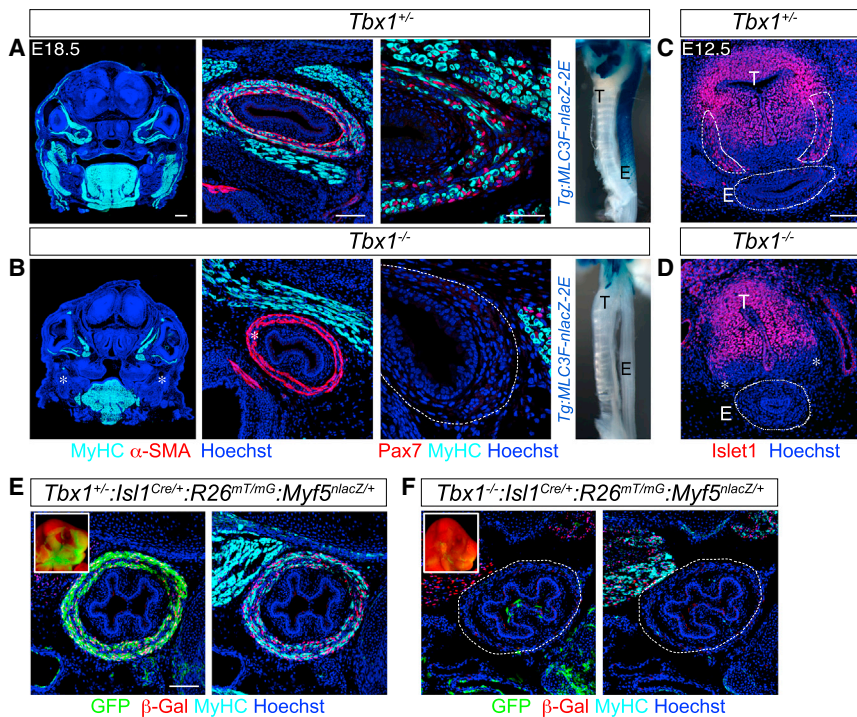 Tbx1+/-
Tbx1+/-
A
E18.5
T
E
Tg:MLC3F-nlacZ-2E
C
E12.5
T
E
Tbx1-/-
Tbx1-/-
B
*
*
*
T
E
Tg:MLC3F-nlacZ-2E
D
T
*
*
E
MyHC α-SMA Hoechst
Pax7 MyHC Hoechst
Islet1 Hoechst
E
Tbx1+/-:Isl1Cre/+:R26mT/mG:Myf5nlacZ/+
F
Tbx1-/-:Isl1Cre/+:R26mT/mG:Myf5nlacZ/+
GFP β-Gal MyHC Hoechst
GFP β-Gal MyHC Hoechst